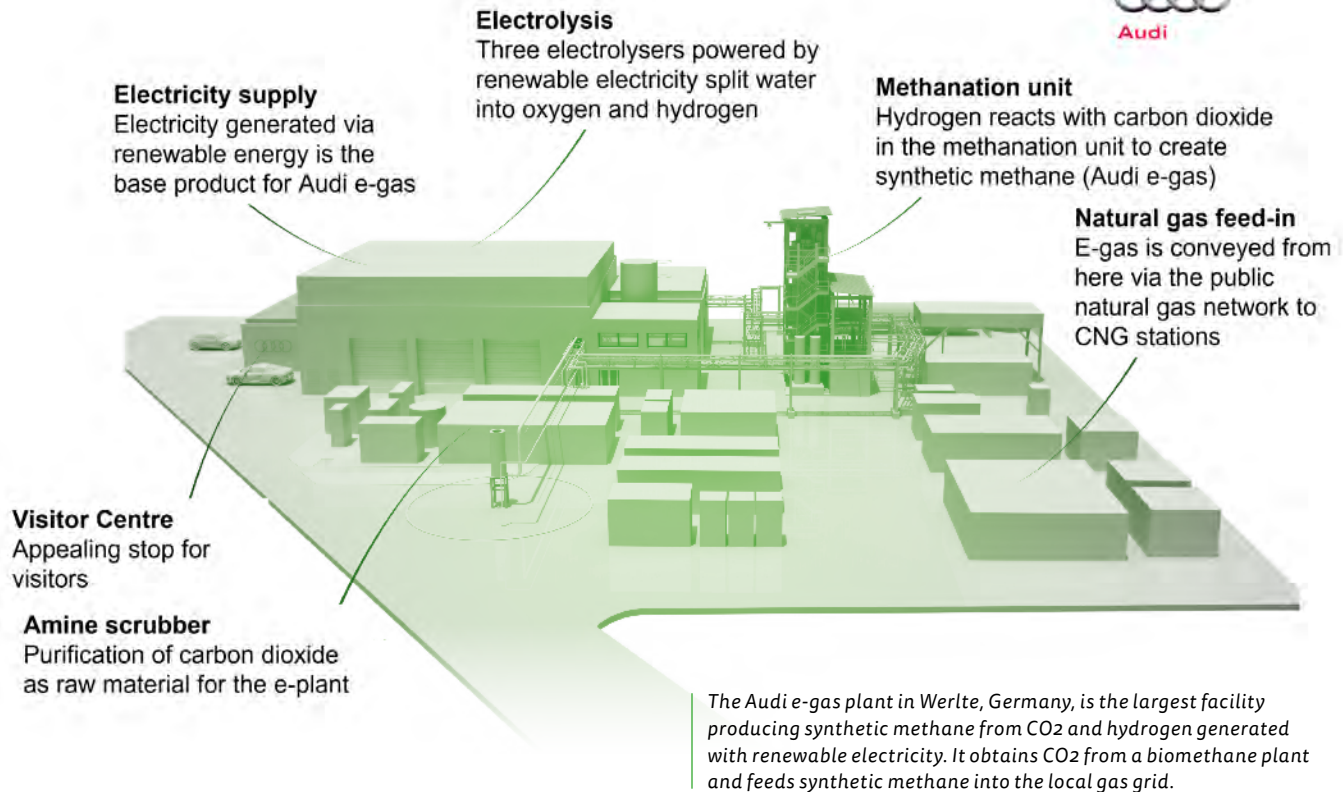 Audi
Electrolysis
Three electrolysers powered by
renewable electricity split water
into oxygen and hydrogen
Electricity supply
Electricity generated via
renewable energy is the
base product for Audi e-gas
Methanation unit
Hydrogen reacts with carbon dioxide
in the methanation unit to create
synthetic methane (Audi e-gas)
Natural gas feed-in
E-gas is conveyed from
here via the public
natural gas network to
CNG stations
Visitor Centre
Appealing stop for
visitors
Amine scrubber
Purification of carbon dioxide
as raw material for the e-plant
The Audi e-gas plant in Werlte, Germany, is the largest facility
producing synthetic methane from CO2 and hydrogen generated
with renewable electricity. It obtains CO2 from a biomethane plant
and feeds synthetic methane into the local gas grid.